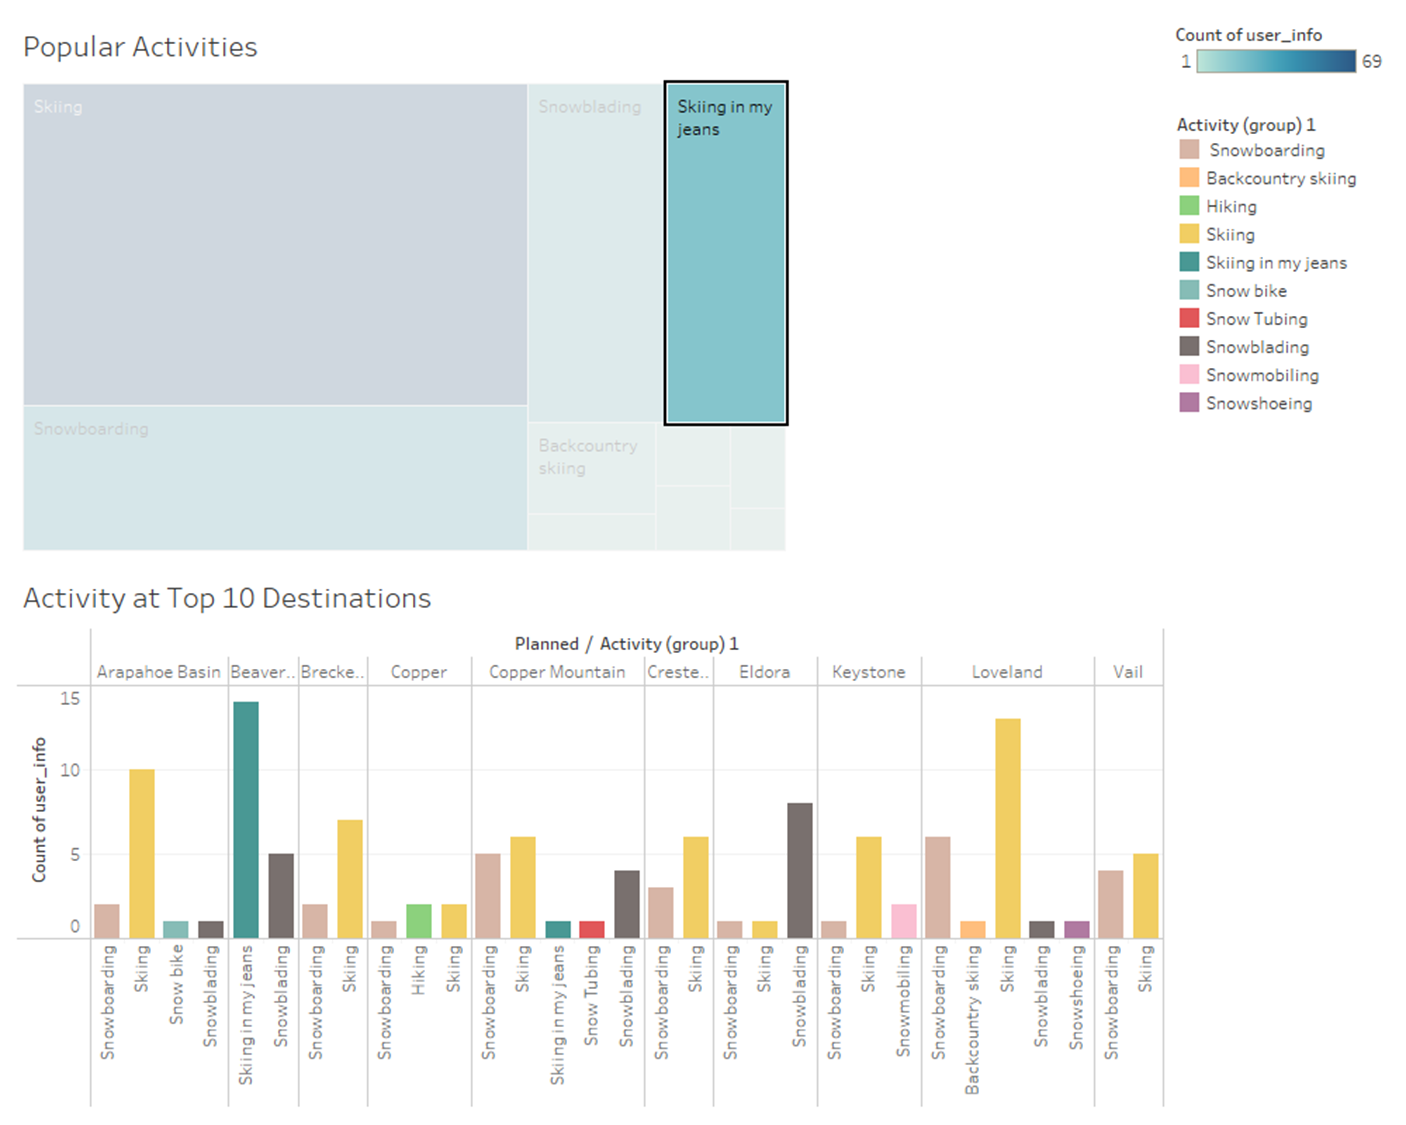 Popular Activities
Skiing
Snowblading
Skiing in my
jeans
Snowboarding
Backcountry
skiing
Count of user_info
1 69
Activity (group) 1
Snowboarding
Backcountry skiing
Hiking
Skiing
Skiing in my jeans
Snow bike
Snow Tubing
Snowblading
Snowmobiling
Snowshoeing
Activity at Top 10 Destinations
Planned / Activity (group) 1
Arapahoe Basin Beaver.. Brecke.. Copper Copper Mountain Creste.. Eldora Keystone Loveland Vail
Count of user_info
15
10
5
0
Snowboarding
Skiing
Snow bike
Snowblading
Skiing in my jeans
Snowblading
Snowboarding
Skiing
Snowboarding
Hiking
Skiing
Snowboarding
Skiing
Skiing in my jeans
Snow Tubing
Snowblading
Snowboarding
Skiing
Snowboarding
Skiing
Snowblading
Snowboarding
Skiing
Snowmobiling
Snowboarding
Backcountry skiing
Skiing
Snowblading
Snowshoeing
Snowboarding
Skiing